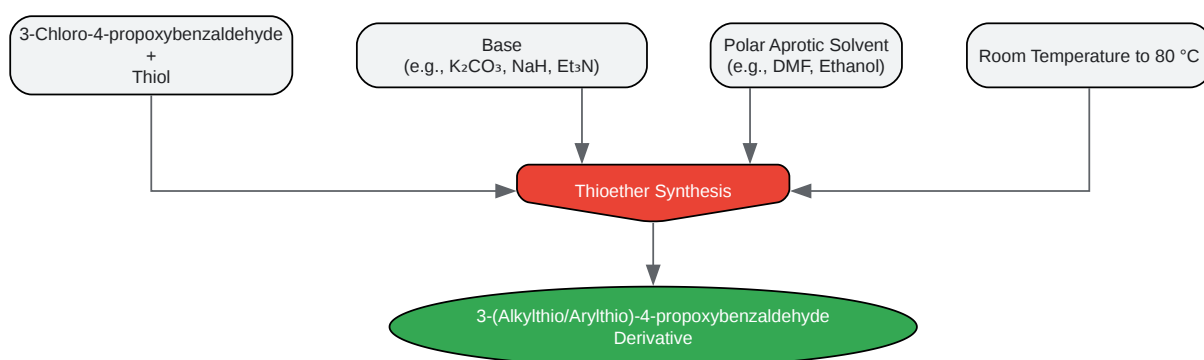 3-Chloro-4-propoxybenzaldehyde
+
Thiol
Base
(e.g., K₂CO₃, NaH, Et₃N)
Polar Aprotic Solvent
(e.g., DMF, Ethanol)
Room Temperature to 80 °C
Thioether Synthesis
3-(Alkylthio/Arylthio)-4-propoxybenzaldehyde
Derivative